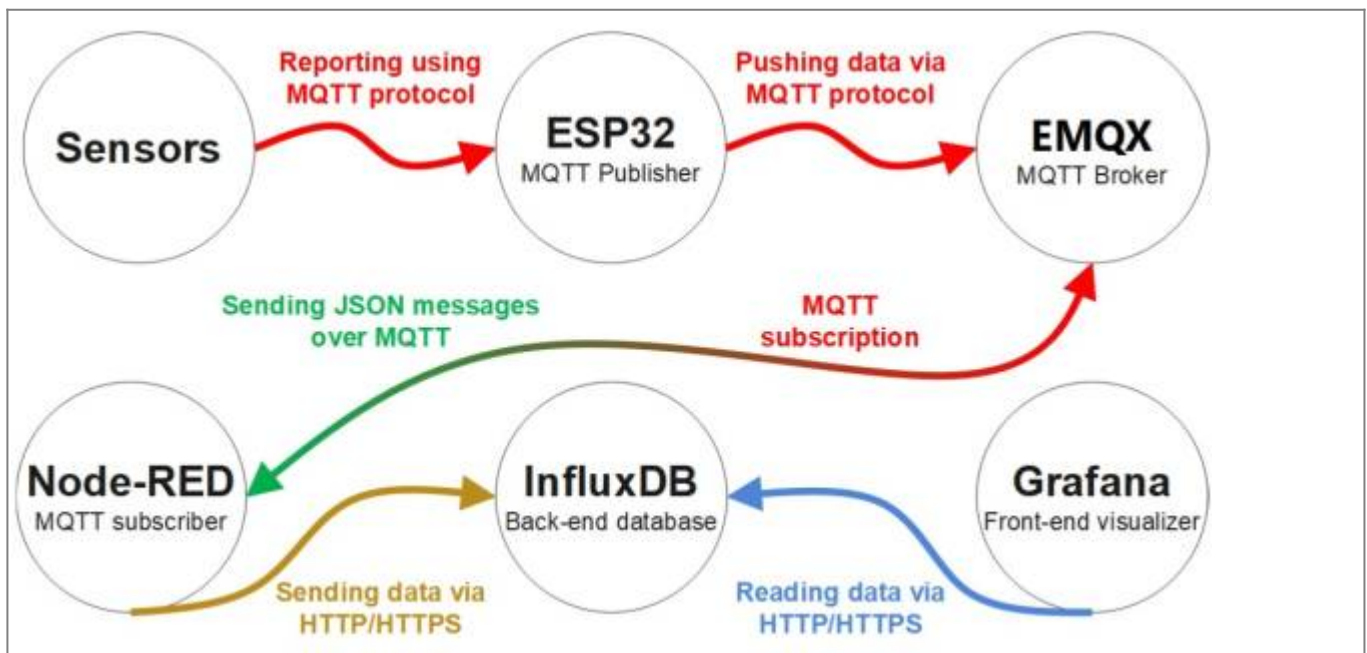 Reporting using
MQTT protocol
Pushing data via
MQTT protocol
Sensors
ESP32
MQTT Publisher
EMQX
MQTT Broker
Sending JSON messages
over MQTT
MQTT
subscription
Node-RED
MQTT subscriber
InfluxDB
Back-end database
Grafana
Front-end visualizer
Sending data via
HTTP/HTTPS
Reading data via
HTTP/HTTPS